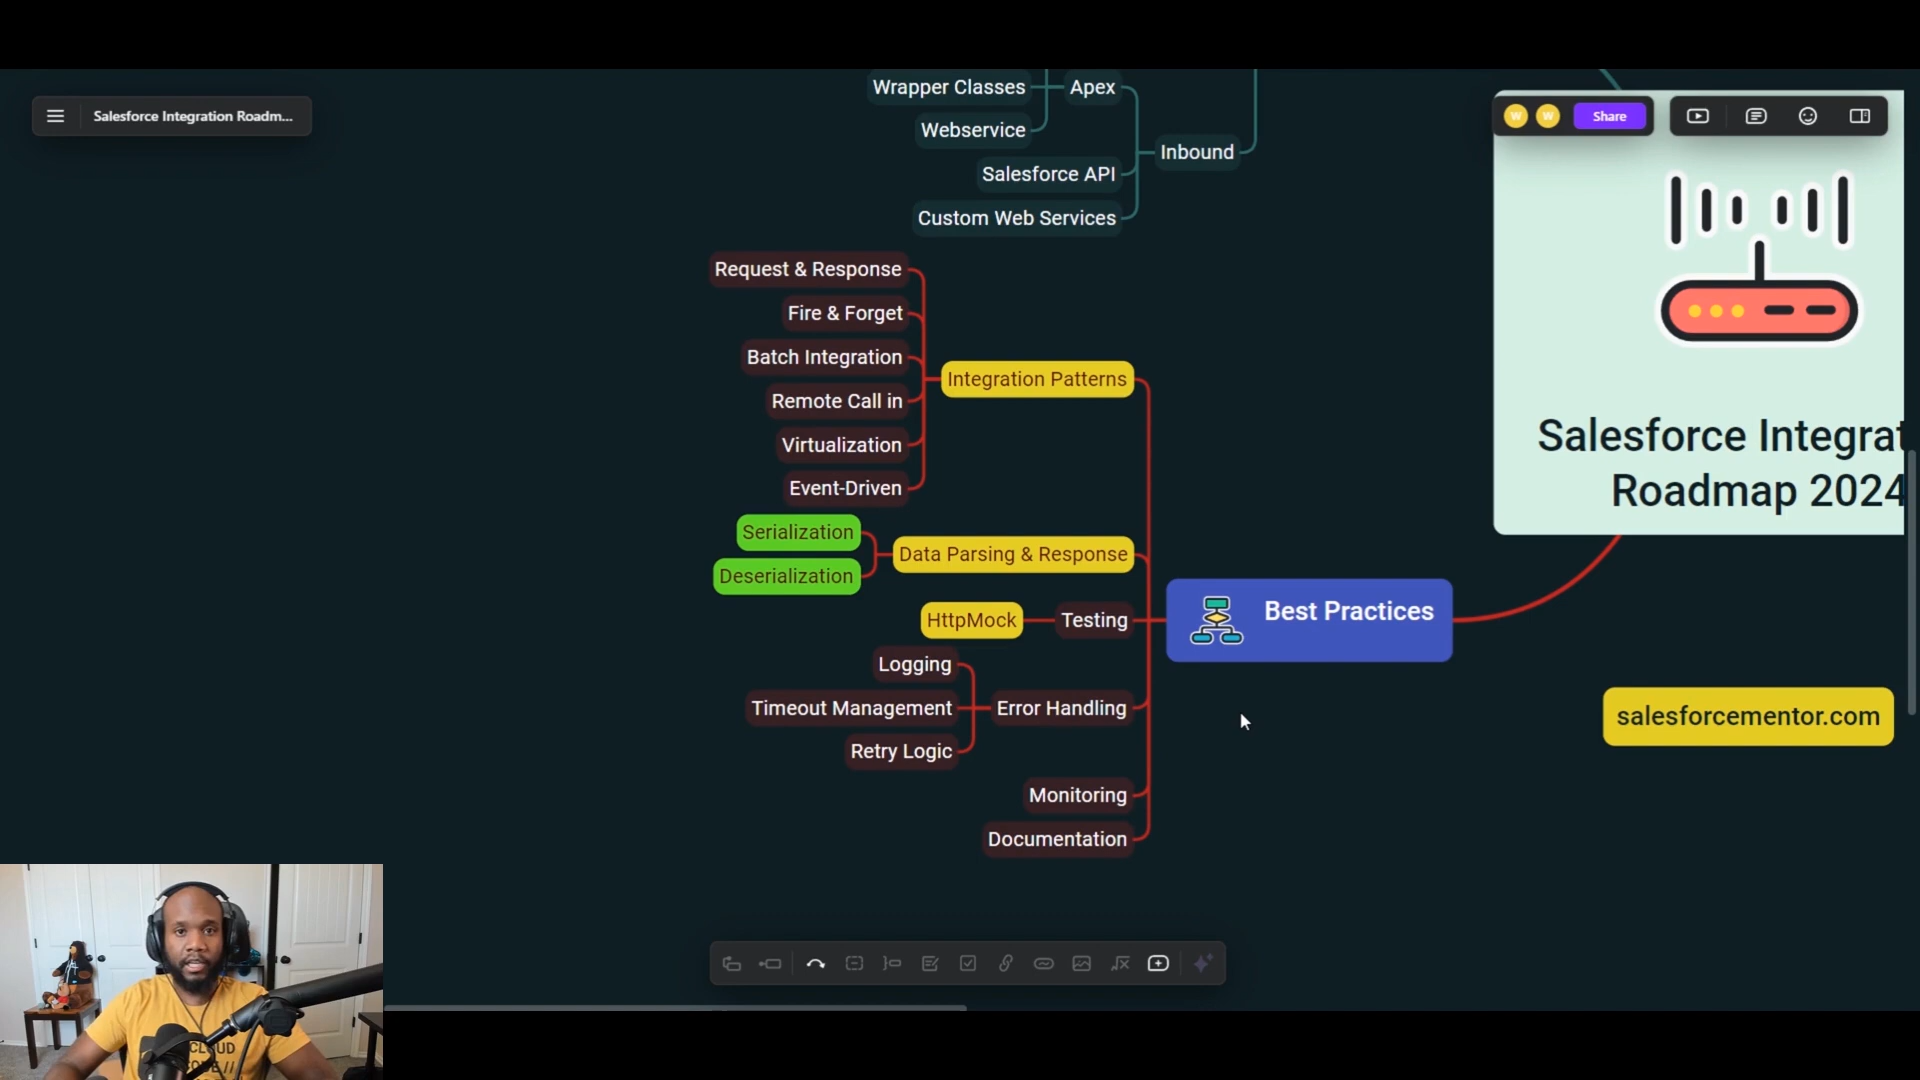 Salesforce Integration Roadm...
W
W
Share
Wrapper Classes
Apex
Webservice
Inbound
Salesforce API
Custom Web Services
Request & Response
Fire & Forget
Batch Integration
Remote Call in
Virtualization
Event-Driven
Integration Patterns
Serialization
Deserialization
Data Parsing & Response
HttpMock
Testing
Logging
Timeout Management
Retry Logic
Error Handling
Monitoring
Documentation
Best Practices
Salesforce Integrat
Roadmap 2024
salesforcementor.com
CLOUD